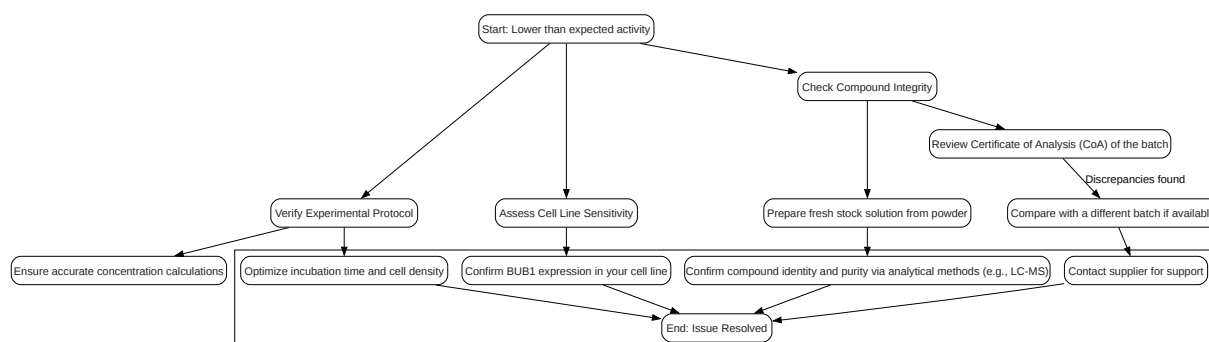 Start: Lower than expected activity
Check Compound Integrity
Review Certificate of Analysis (CoA) of the batch
Discrepancies found
Verify Experimental Protocol
Assess Cell Line Sensitivity
Prepare fresh stock solution from powder
Compare with a different batch if availabl
Ensure accurate concentration calculations
Optimize incubation time and cell density
Confirm BUB1 expression in your cell line
Confirm compound identity and purity via analytical methods (e.g., LC-MS)
Contact supplier for support
End: Issue Resolved